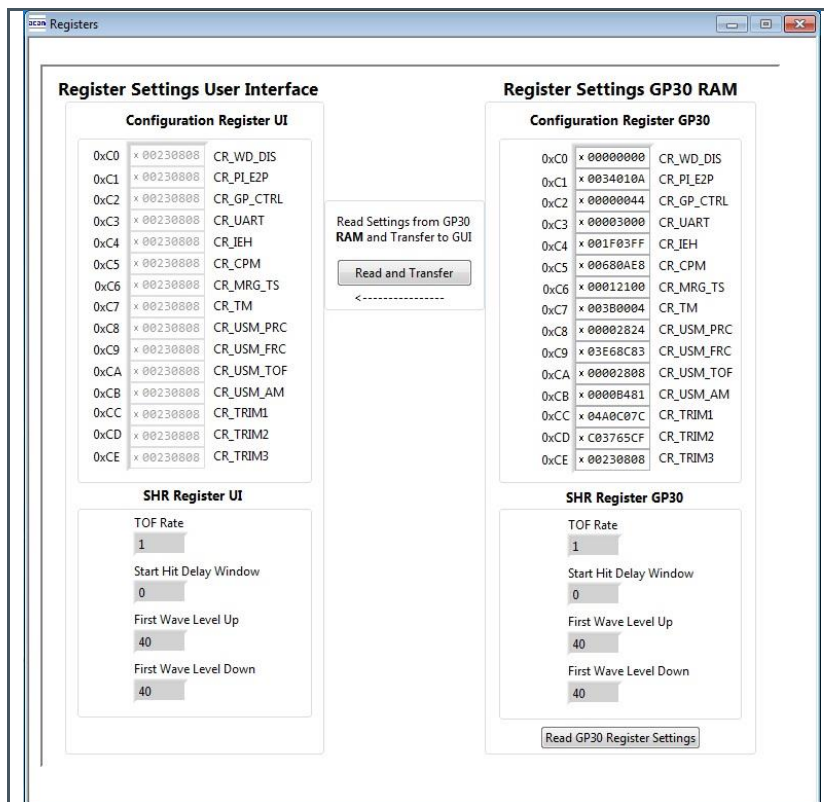 acan Registers
Register Settings User Interface
Configuration Register UI
0xC0 x 00230808 CR_WD_DIS
0xC1 x 00230808 CR_PI_E2P
0xC2 x 00230808 CR_GP_CTRL
0xC3 x 00230808 CR_UART
0xC4 x 00230808 CR_IEH
0xC5 x 00230808 CR_CPM
0xC6 x 00230808 CR_MRG_TS
0xC7 x 00230808 CR_TM
0xC8 x 00230808 CR_USM_PRC
0xC9 x 00230808 CR_USM_FRC
0xCA x 00230808 CR_USM_TOF
0xCB x 00230808 CR_USM_AM
0xCC x 00230808 CR_TRIM1
0xCD x 00230808 CR_TRIM2
0xCE x 00230808 CR_TRIM3
SHR Register UI
TOF Rate
1
Start Hit Delay Window
0
First Wave Level Up
40
First Wave Level Down
40
Read Settings from GP30
RAM and Transfer to GUI
Read and Transfer
<----------------
Register Settings GP30 RAM
Configuration Register GP30
0xC0 x 00000000 CR_WD_DIS
0xC1 x 0034010A CR_PI_E2P
0xC2 x 00000044 CR_GP_CTRL
0xC3 x 00003000 CR_UART
0xC4 x 001F03FF CR_IEH
0xC5 x 00680AE8 CR_CPM
0xC6 x 00012100 CR_MRG_TS
0xC7 x 003B0004 CR_TM
0xC8 x 00002824 CR_USM_PRC
0xC9 x 03E68C83 CR_USM_FRC
0xCA x 00002808 CR_USM_TOF
0xCB x 0000B481 CR_USM_AM
0xCC x 04A0C07C CR_TRIM1
0xCD x C03765CF CR_TRIM2
0xCE x 00230808 CR_TRIM3
SHR Register GP30
TOF Rate
1
Start Hit Delay Window
0
First Wave Level Up
40
First Wave Level Down
40
Read GP30 Register Settings